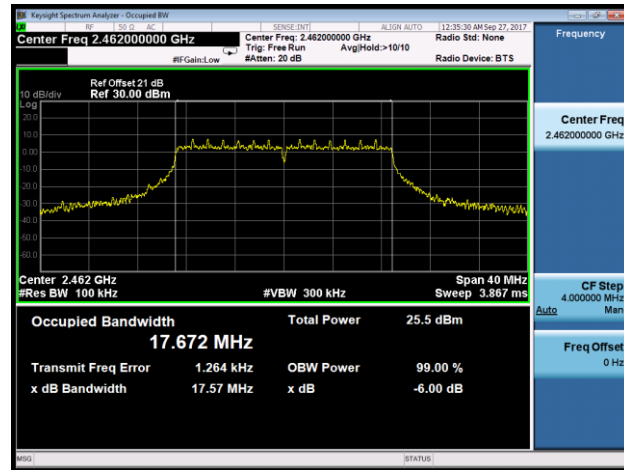 Keysight Spectrum Analyzer - Occupied BW
RF 50 Ω AC SENSE:INT ALIGN AUTO 12:35:30 AM Sep 27, 2017
Center Freq 2.462000000 GHz
Center Freq: 2.462000000 GHz
Radio Std: None
Trig: Free Run Avg|Hold:>10/10
#IFGain:Low #Atten: 20 dB
Radio Device: BTS
Frequency
Ref Offset 21 dB
10 dB/div Ref 30.00 dBm
Log
20.0
10.0
0.00
-10.0
-20.0
-30.0
-40.0
-50.0
-60.0
Center Freq
2.462000000 GHz
Center 2.462 GHz Span 40 MHz
#Res BW 100 kHz #VBW 300 kHz Sweep 3.867 ms
CF Step
4.000000 MHz
Auto Man
Occupied Bandwidth Total Power 25.5 dBm
17.672 MHz
Transmit Freq Error 1.264 kHz OBW Power 99.00 %
x dB Bandwidth 17.57 MHz x dB -6.00 dB
Freq Offset
0 Hz
MSG STATUS